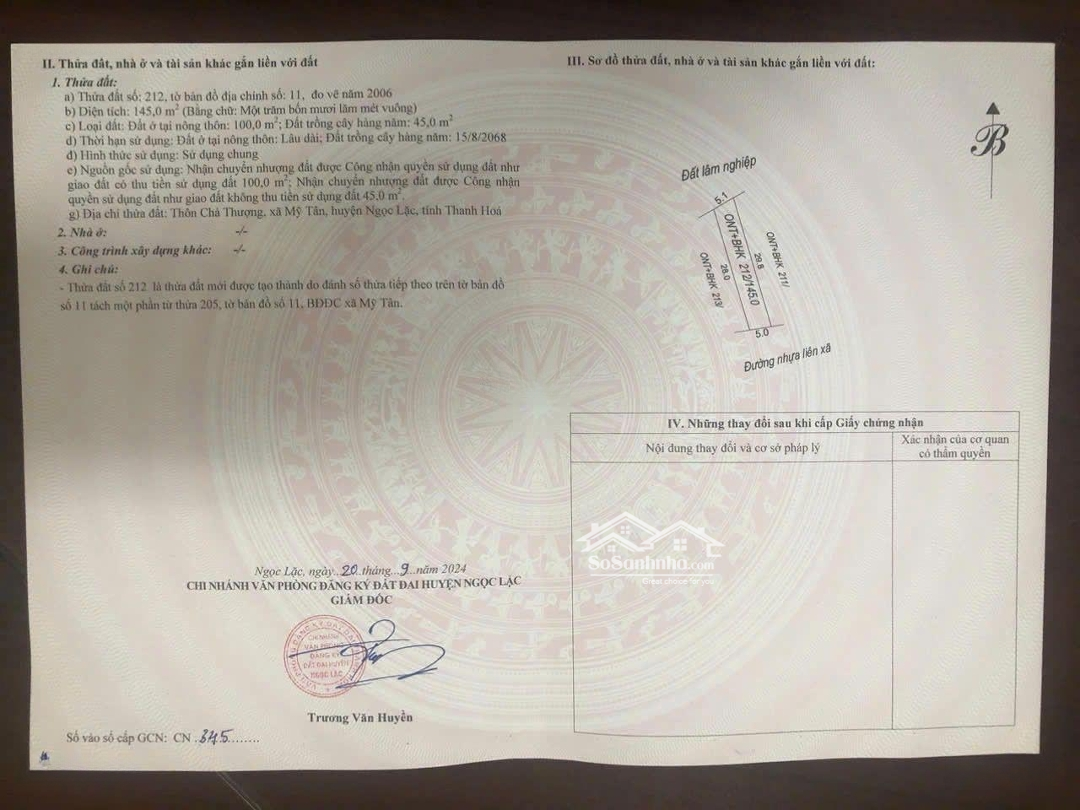 II. Thửa đất, nhà ở và tài sản khác gắn liền với đất
1. Thửa đất:
a) Thửa đất số: 212, tờ bản đồ địa chính số: 11, đo vẽ năm 2006
b) Diện tích: 145,0 m² (Bằng chữ: Một trăm bốn mươi lăm mét vuông)
c) Loại đất: Đất ở tại nông thôn: 100,0 m²; Đất trồng cây hàng năm: 45,0 m²
d) Thời hạn sử dụng: Đất ở tại nông thôn: Lâu dài; Đất trồng cây hàng năm: 15/8/2068
đ) Hình thức sử dụng: Sử dụng chung
e) Nguồn gốc sử dụng: Nhận chuyển nhượng đất được Công nhận quyền sử dụng đất như
giao đất có thu tiền sử dụng đất 100,0 m²; Nhận chuyển nhượng đất được Công nhận
quyền sử dụng đất như giao đất không thu tiền sử dụng đất 45,0 m².
g) Địa chỉ thửa đất: Thôn Chả Thượng, xã Mỹ Tân, huyện Ngọc Lặc, tỉnh Thanh Hoá
2. Nhà ở: -/-
3. Công trình xây dựng khác: -/-
4. Ghi chú:
- Thửa đất số 212 là thửa đất mới được tạo thành do đánh số thửa tiếp theo trên tờ bản đồ
số 11 tách một phần từ thửa 205, tờ bản đồ số 11, BĐĐC xã Mỹ Tân.
Ngọc Lặc, ngày 20 tháng 9 năm 2024
CHI NHÁNH VĂN PHÒNG ĐĂNG KÝ ĐẤT ĐAI HUYỆN NGỌC LẶC
GIÁM ĐỐC
CHI NHÁNH
VĂN PHÒNG
ĐĂNG KÝ
ĐẤT ĐAI HUYỆN
NGỌC LẶC
Trương Văn Huyền
Số vào sổ cấp GCN: CN 345
III. Sơ đồ thửa đất, nhà ở và tài sản khác gắn liền với đất:
B
Đất lâm nghiệp
5.1
ONT+BHK 212/145.0
ONT+BHK 211/
29.8
28.0
ONT+BHK 213/
5.0
Đường nhựa liên xã
IV. Những thay đổi sau khi cấp Giấy chứng nhận
Nội dung thay đổi và cơ sở pháp lý
Xác nhận của cơ quan
có thẩm quyền
SoSanhnha.com
Great choice for you